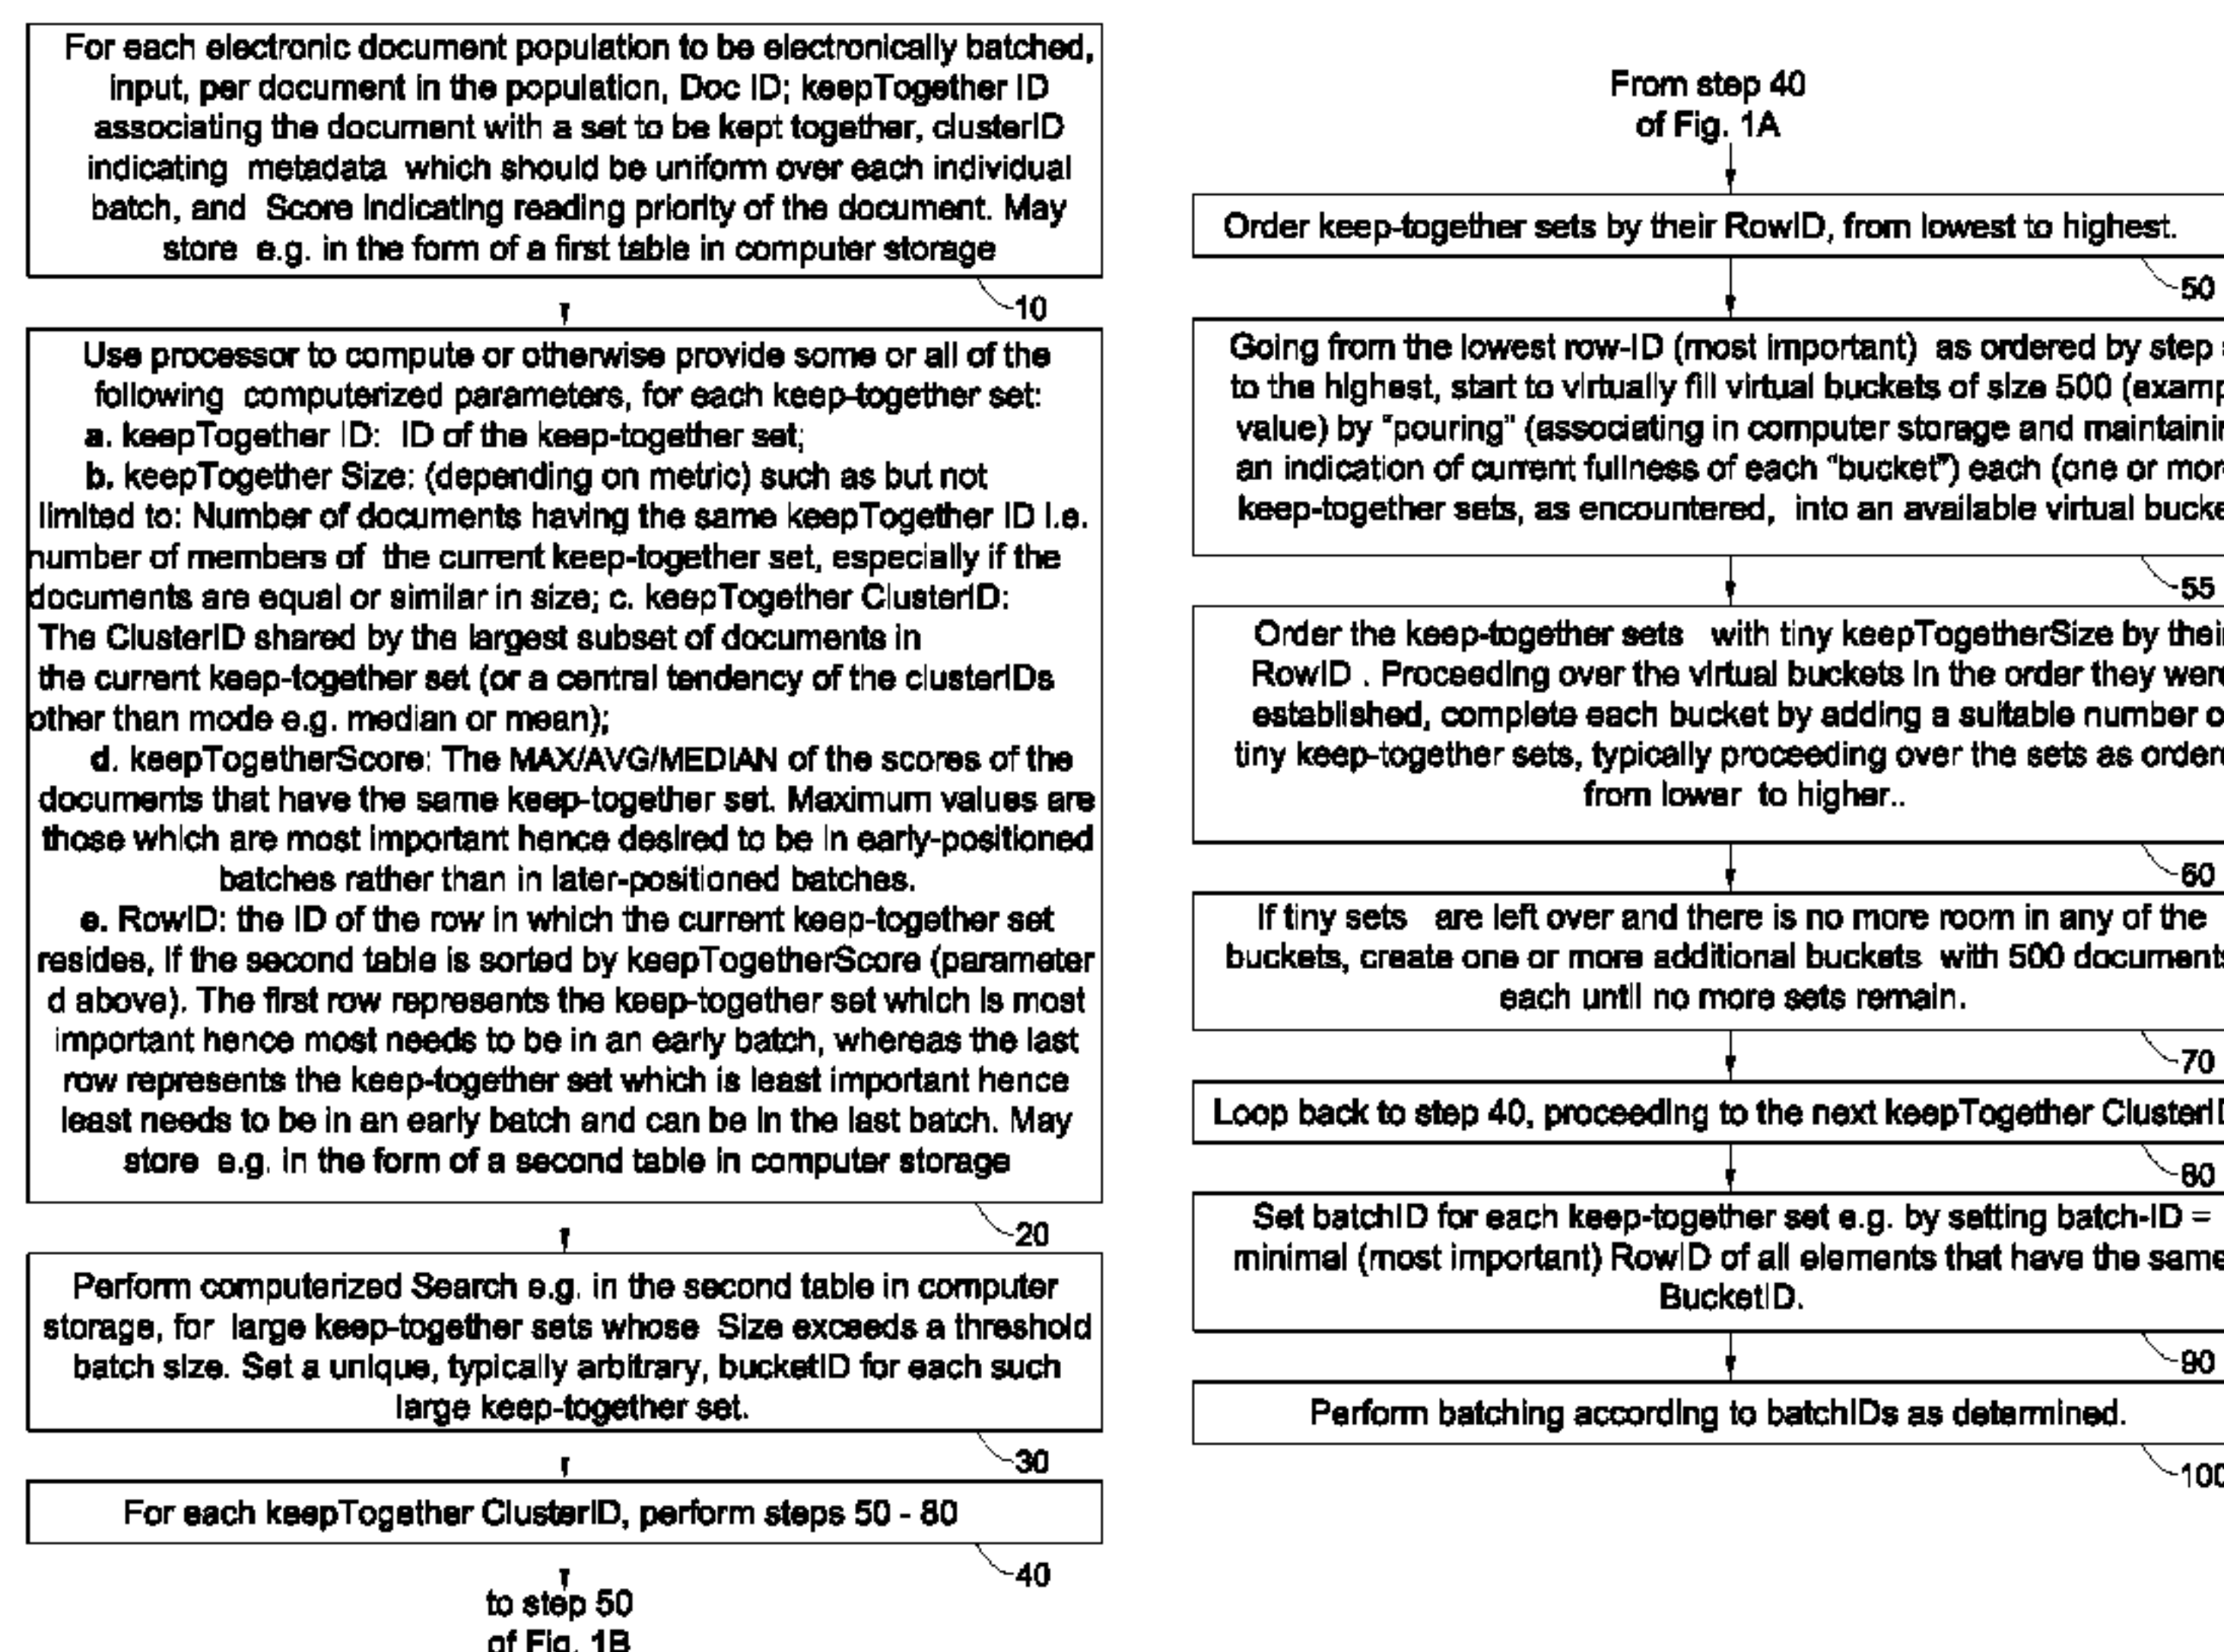 For each electronic document population to be electronically batched,
input, per document in the population, Doc ID; keepTogether ID
associating the document with a set to be kept together, clusterID
indicating metadata which should be uniform over each individual
batch, and Score indicating reading priority of the document. May
store e.g. in the form of a first table in computer storage
10
Use processor to compute or otherwise provide some or all of the
following computerized parameters, for each keep-together set:
a. keepTogether ID: ID of the keep-together set;
b. keepTogether Size: (depending on metric) such as but not
limited to: Number of documents having the same keepTogether ID i.e.
number of members of the current keep-together set, especially if the
documents are equal or similar in size; c. keepTogether ClusterID:
The ClusterID shared by the largest subset of documents in
the current keep-together set (or a central tendency of the clusterIDs
other than mode e.g. median or mean);
d. keepTogetherScore: The MAX/AVG/MEDIAN of the scores of the
documents that have the same keep-together set. Maximum values are
those which are most important hence desired to be in early-positioned
batches rather than in later-positioned batches.
e. RowID: the ID of the row in which the current keep-together set
resides, if the second table is sorted by keepTogetherScore (parameter
d above). The first row represents the keep-together set which is most
important hence most needs to be in an early batch, whereas the last
row represents the keep-together set which is least important hence
least needs to be in an early batch and can be in the last batch. May
store e.g. in the form of a second table in computer storage
20
Perform computerized Search e.g. in the second table in computer
storage, for large keep-together sets whose Size exceeds a threshold
batch size. Set a unique, typically arbitrary, bucketID for each such
large keep-together set.
30
For each keepTogether ClusterID, perform steps 50 - 80
40
to step 50
of Fig. 1B
From step 40
of Fig. 1A
Order keep-together sets by their RowID, from lowest to highest.
50
Going from the lowest row-ID (most important) as ordered by step
to the highest, start to virtually fill virtual buckets of size 500
value) by "pouring" (associating in computer storage and
an indication of current fullness of each "bucket") each (one or
keep-together sets, as encountered, into an available virtual
55
Order the keep-together sets with tiny keepTogetherSize by their
RowID . Proceeding over the virtual buckets in the order they were
established, complete each bucket by adding a suitable number
tiny keep-together sets, typically proceeding over the sets as
from lower to higher..
60
If tiny sets are left over and there is no more room in any of the
buckets, create one or more additional buckets with 500 documents
each until no more sets remain.
70
Loop back to step 40, proceeding to the next keepTogether
80
Set batchID for each keep-together set e.g. by setting batch-ID =
minimal (most important) RowID of all elements that have the same
BucketID.
90
Perform batching according to batchIDs as determined.
100